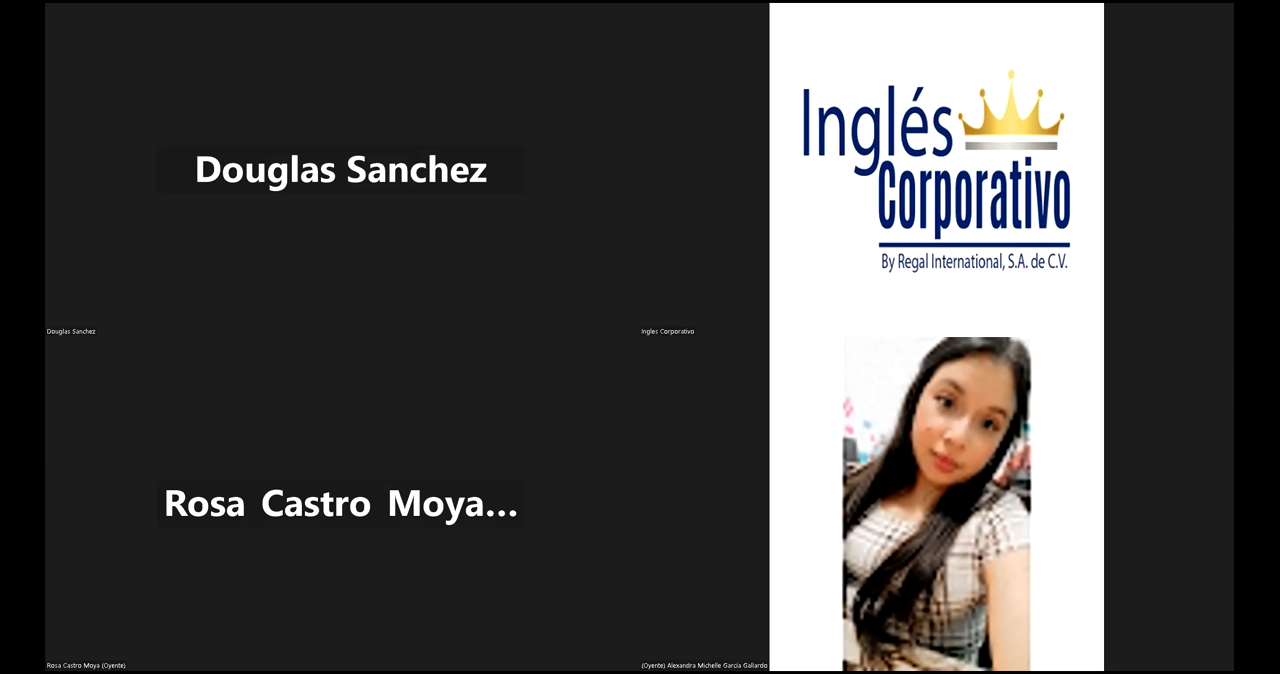 Douglas Sanchez
Douglas Sanchez
Inglés
Corporativo
By Regal International, S.A. de C.V.
Ingles Corporativo
Rosa Castro Moya...
Rosa Castro Moya (Oyente)
(Oyente) Alexandra Michelle García Gallardo